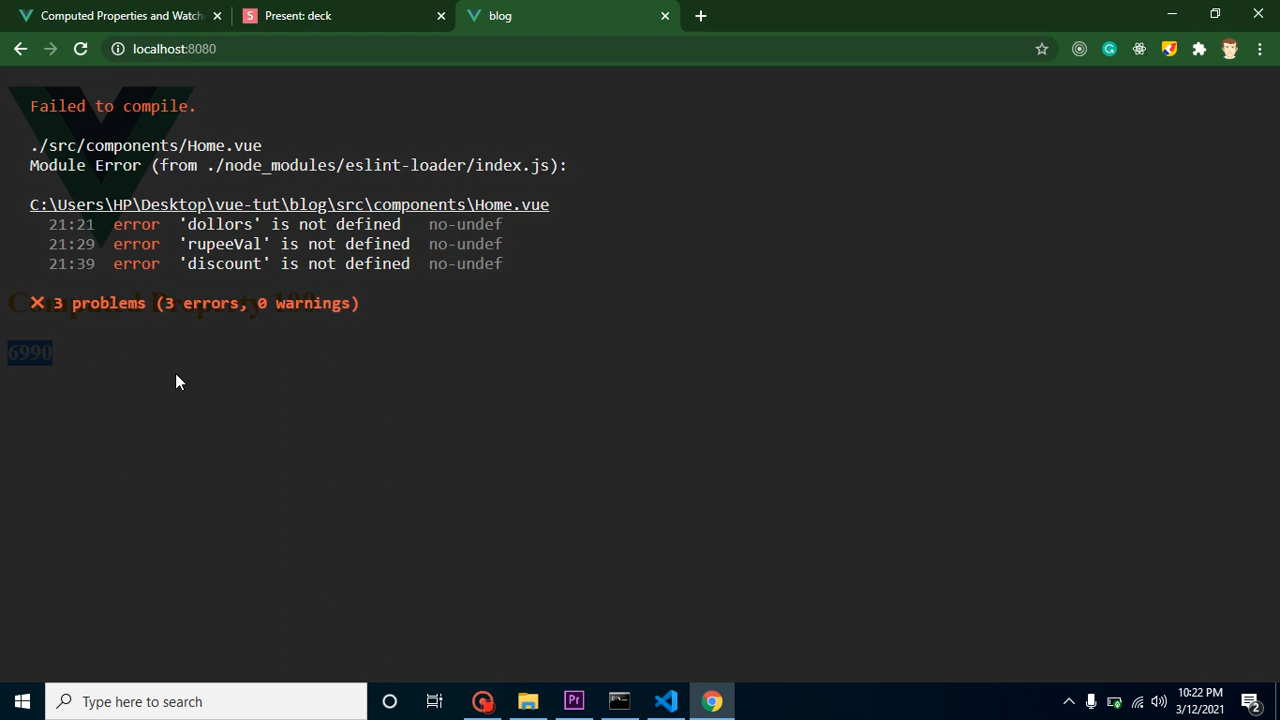 Computed Properties and Watche
Present: deck
blog
localhost:8080
Failed to compile.
./src/components/Home.vue
Module Error (from ./node_modules/eslint-loader/index.js):
C:\Users\HP\Desktop\vue-tut\blog\src\components\Home.vue
21:21 error 'dollors' is not defined no-undef
21:29 error 'rupeeVal' is not defined no-undef
21:39 error 'discount' is not defined no-undef
✕ 3 problems (3 errors, 0 warnings)
6990
Type here to search
Pr
10:22 PM
3/12/2021
2